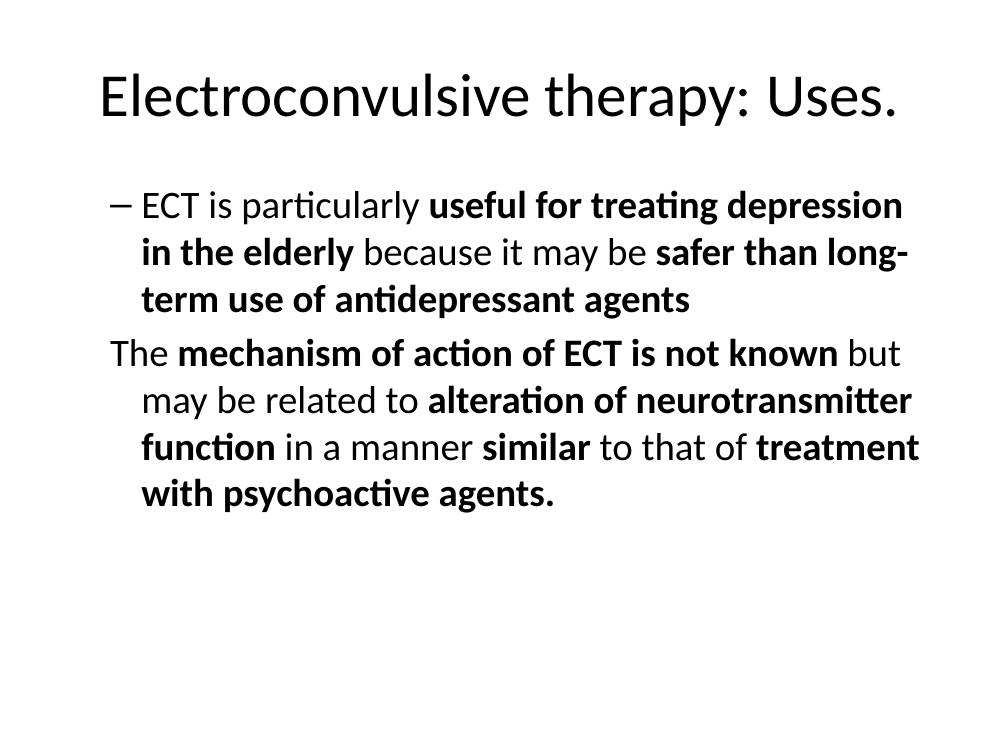 Electroconvulsive therapy: Uses.
– ECT is particularly useful for treating depression
in the elderly because it may be safer than long-
term use of antidepressant agents
The mechanism of action of ECT is not known but
may be related to alteration of neurotransmitter
function in a manner similar to that of treatment
with psychoactive agents.